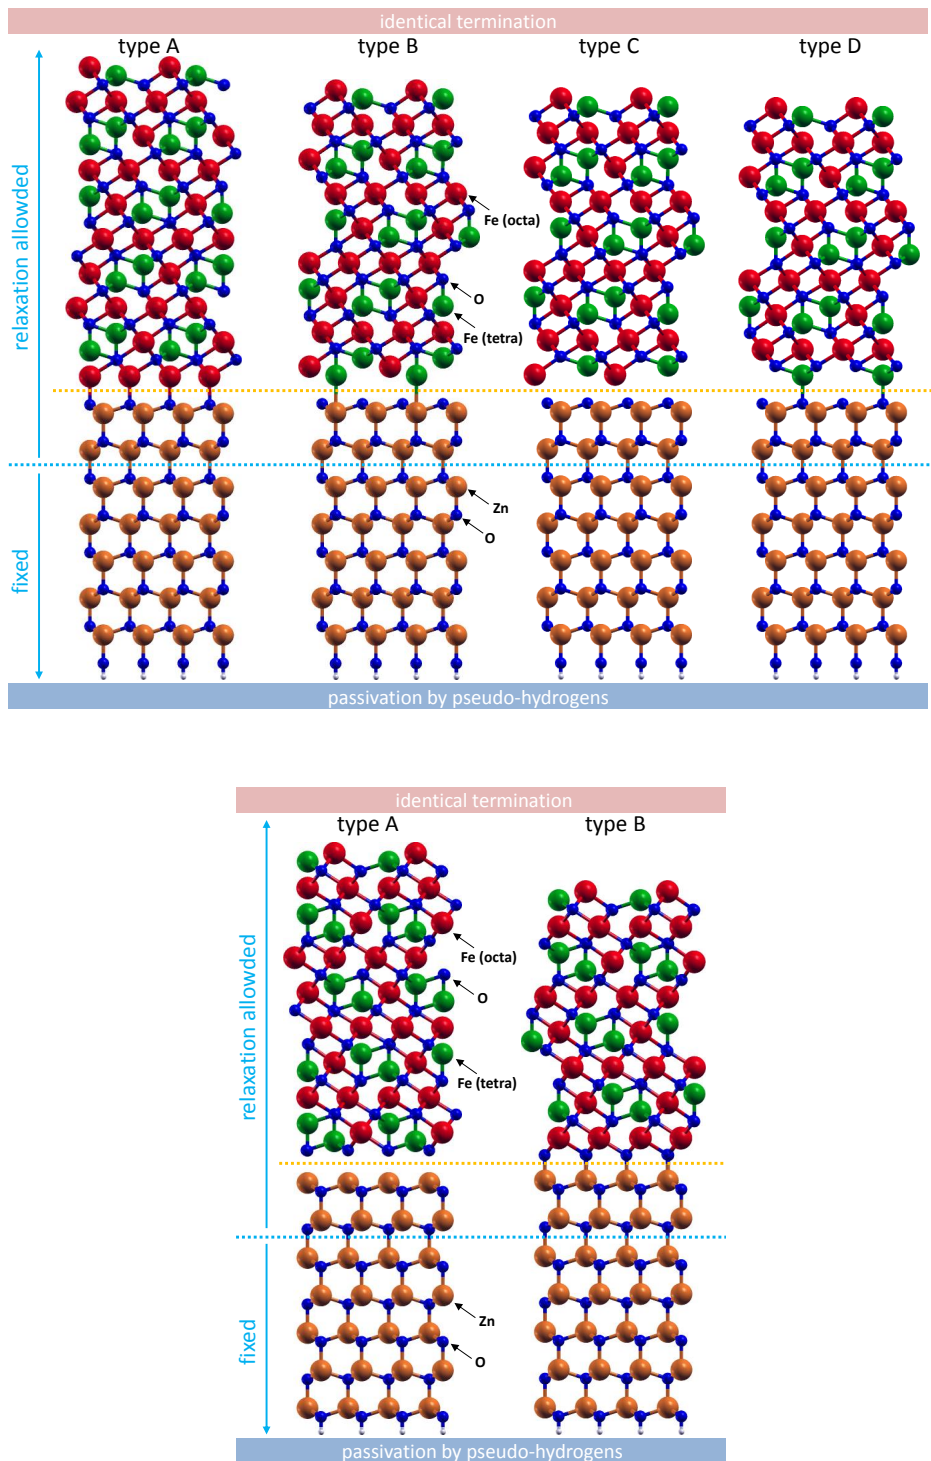 identical termination
type A
type B
type C
type D
relaxation allowded
Fe (octa)
O
Fe (tetra)
Zn
O
fixed
passivation by pseudo-hydrogens
identical termination
type A
type B
relaxation allowded
Fe (octa)
O
Fe (tetra)
Zn
O
fixed
passivation by pseudo-hydrogens